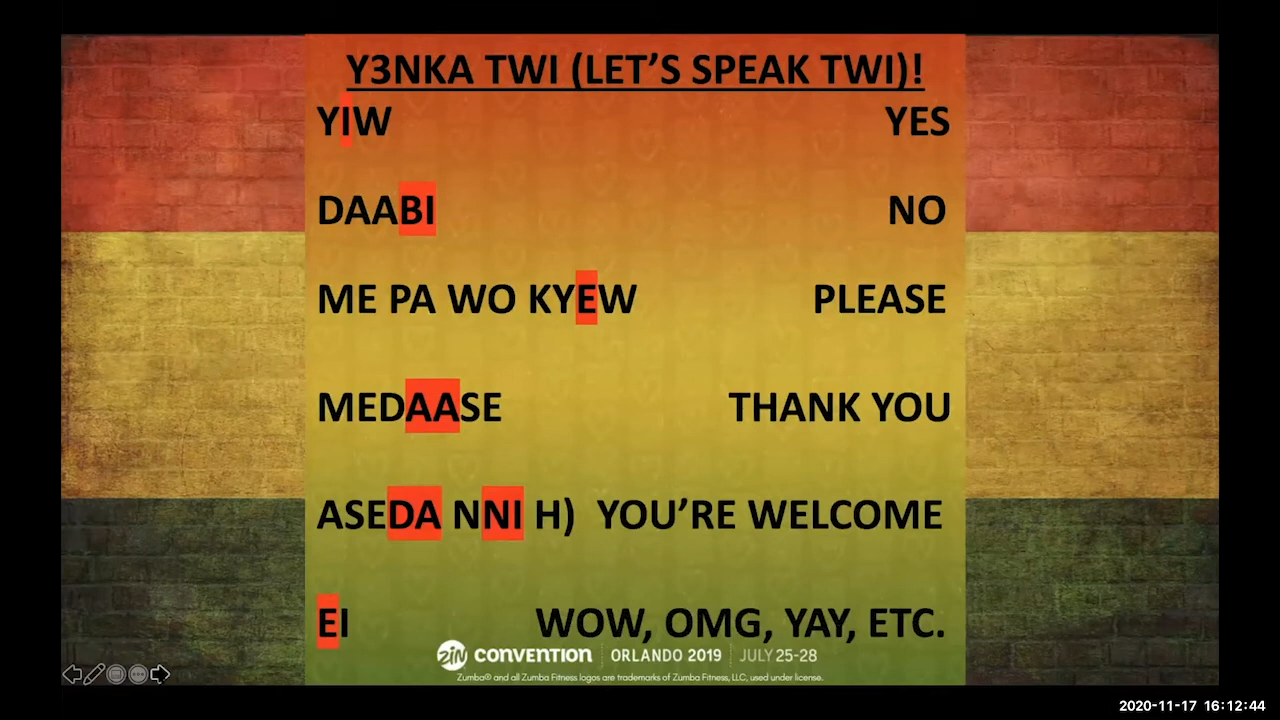 Y3NKA TWI (LET’S SPEAK TWI)!
YIW YES
DAABI NO
ME PA WO KYEW PLEASE
MEDAASE THANK YOU
ASEDA NNI H) YOU’RE WELCOME
EI WOW, OMG, YAY, ETC.
ZIN CONVENTION ORLANDO 2019 JULY 25-28
Zumba® and all Zumba Fitness logos are trademarks of Zumba Fitness, LLC, used under license.
2020-11-17 16:12:44